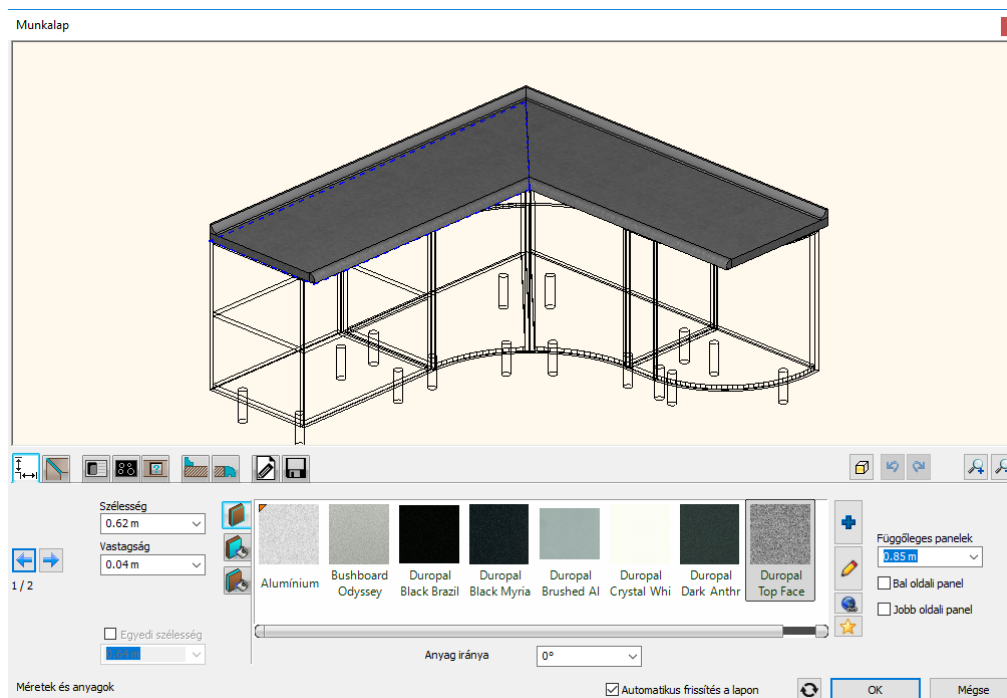 Munkalap
Szélesség
0.62 m
Vastagság
0.04 m
1 / 2
Egyedi szélesség
0.64 m
Alumínium
Bushboard
Odyssey
Duropal
Black Brazil
Duropal
Black Myria
Duropal
Brushed Al
Duropal
Crystal Whi
Duropal
Dark Anthr
Duropal
Top Face
Anyag iránya
0°
Függőleges panelek
0.85 m
Bal oldali panel
Jobb oldali panel
Méretek és anyagok
Automatikus frissítés a lapon
OK
Mégse